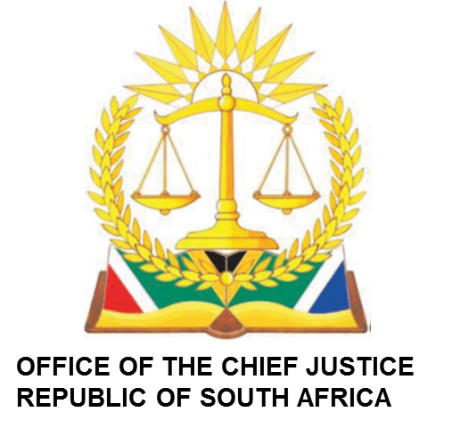 OFFICE OF THE CHIEF JUSTICE
REPUBLIC OF SOUTH AFRICA